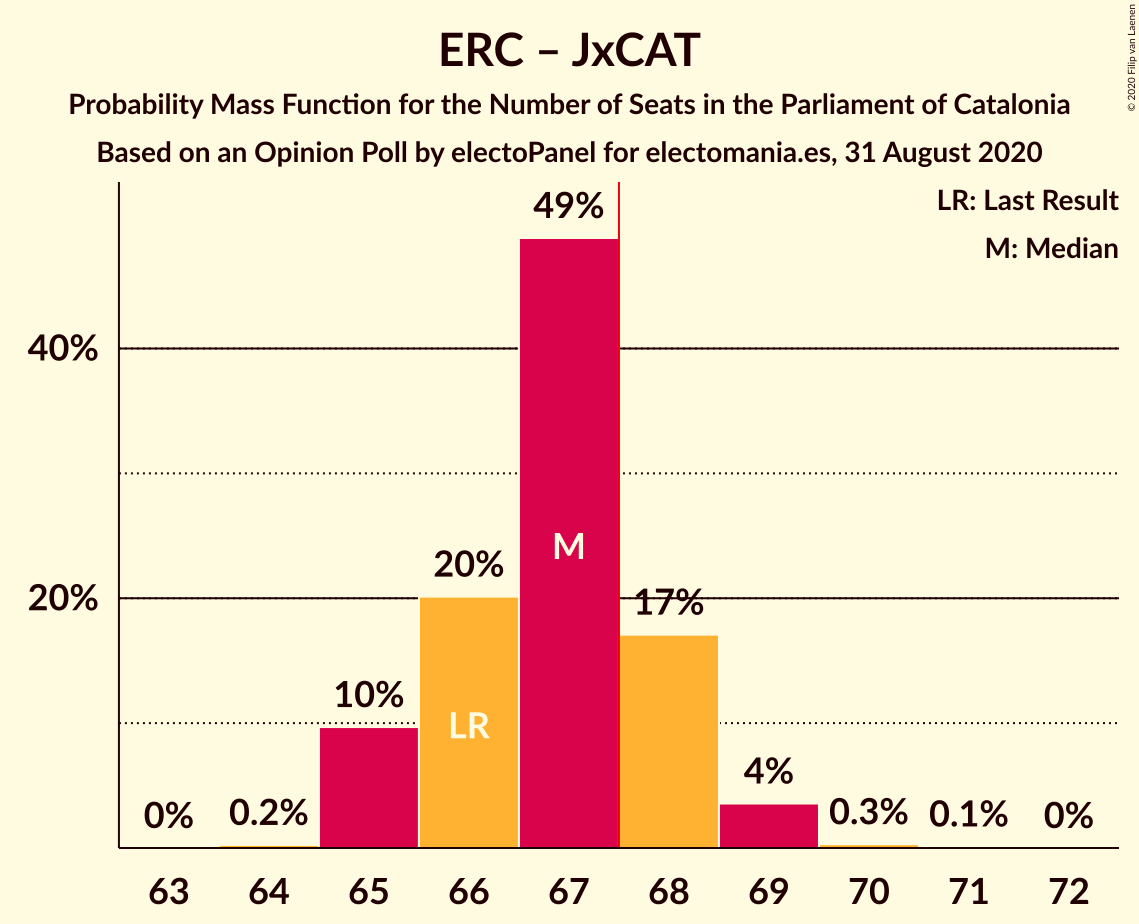 ERC – JxCAT
Probability Mass Function for the Number of Seats in the Parliament of Catalonia
Based on an Opinion Poll by electoPanel for electomania.es, 31 August 2020
© 2020 Filip van Laenen
LR: Last Result
M: Median
49%
40%
M
20%
20%
17%
10%
LR
4%
0%
0.2%
0.3%
0.1%
0%
63 64 65 66 67 68 69 70 71 72